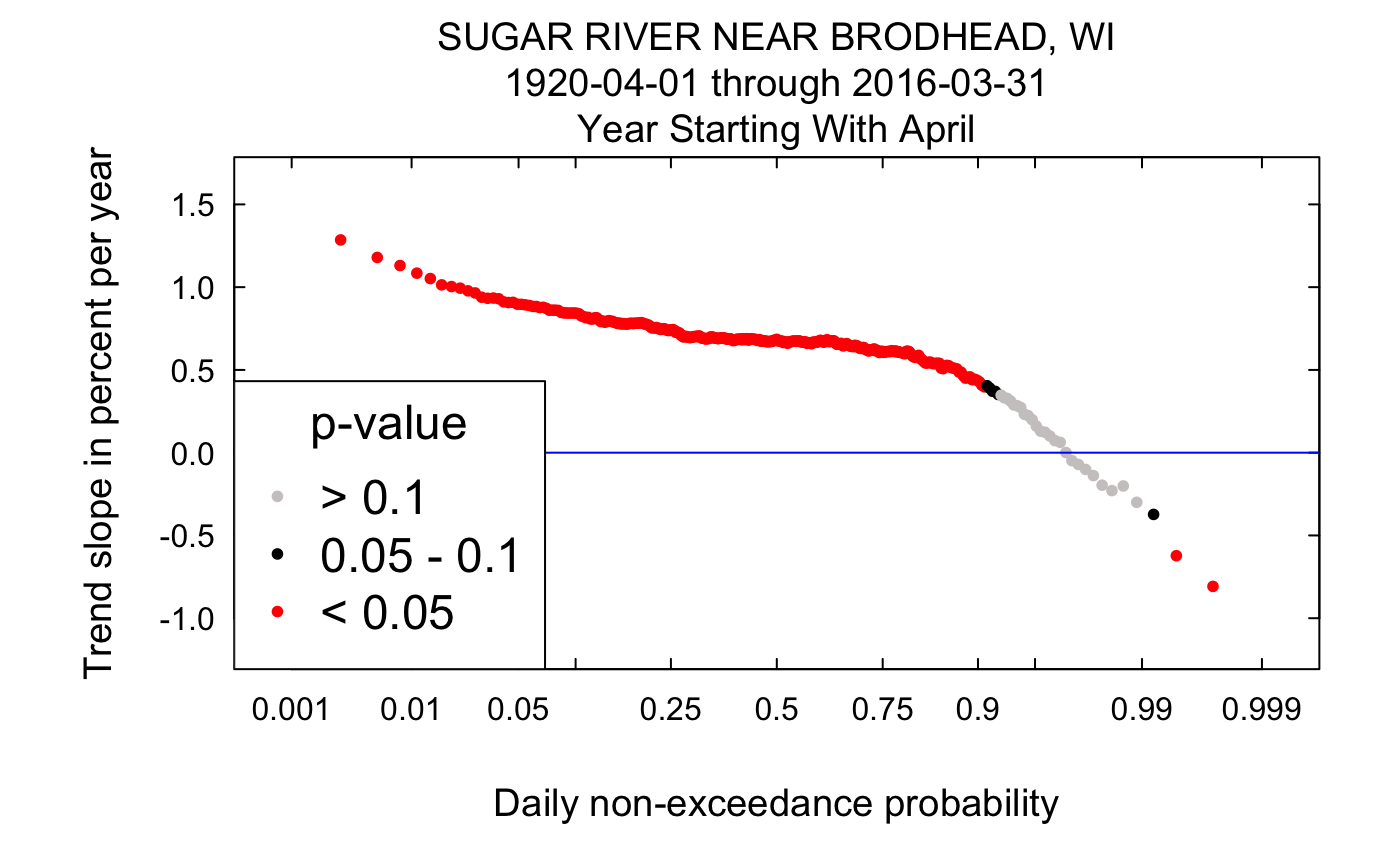 SUGAR RIVER NEAR BRODHEAD, WI
1920-04-01 through 2016-03-31
Year Starting With April
Trend slope in percent per year
1.5
1.0
0.5
0.0
-0.5
-1.0
p-value
> 0.1
0.05 - 0.1
< 0.05
0.001 0.01 0.05 0.25 0.5 0.75 0.9 0.99 0.999
Daily non-exceedance probability